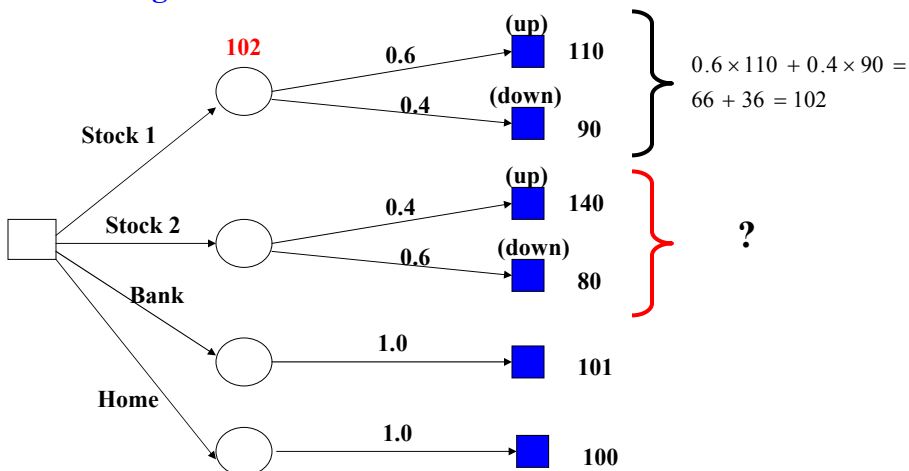 102
Stock 1
0.6
(up)
110
0.4
(down)
90
0.6 × 110 + 0.4 × 90 =
66 + 36 = 102
Stock 2
0.4
(up)
140
0.6
(down)
80
?
Bank
1.0
101
Home
1.0
100